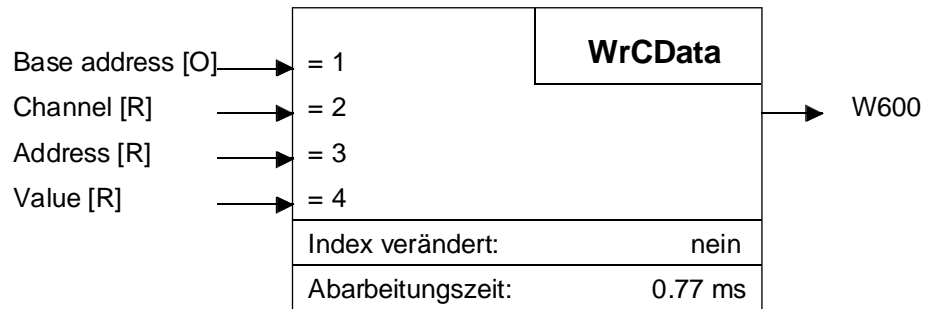 WrCData
Base address [O] = 1
Channel [R] = 2 W600
Address [R] = 3
Value [R] = 4
Index verändert: nein
Abarbeitungszeit: 0.77 ms